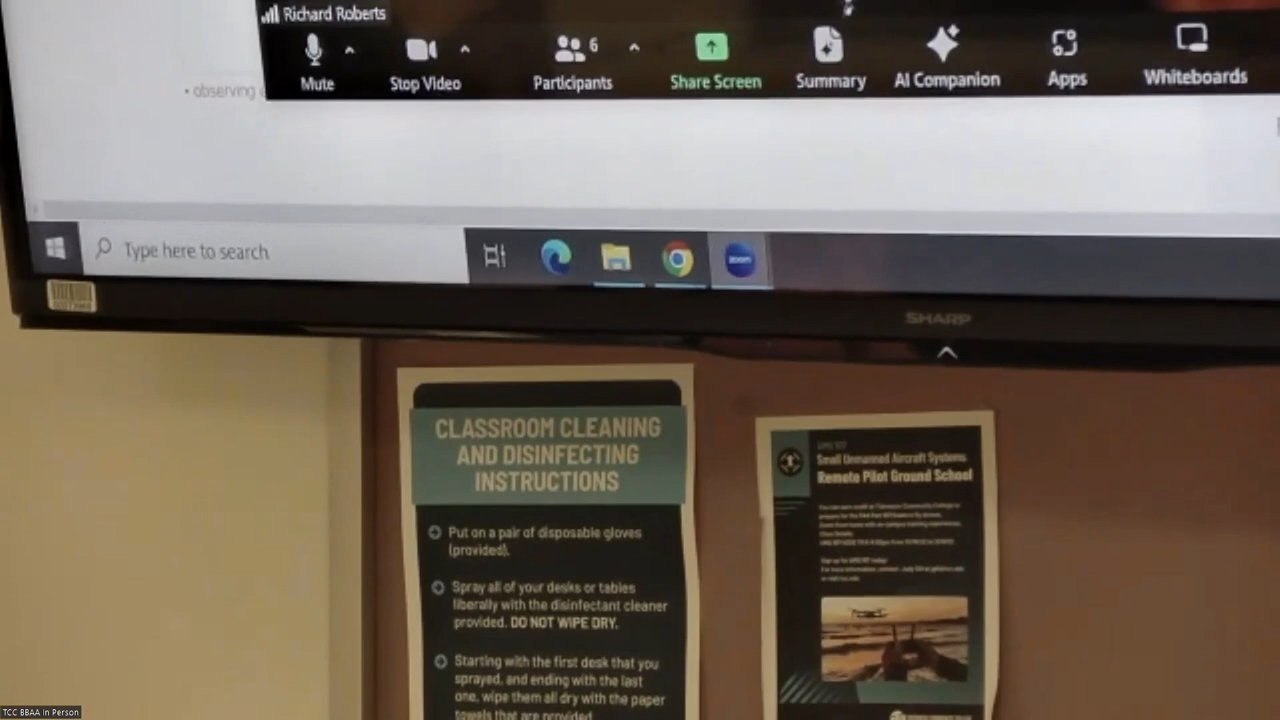 Richard Roberts
Mute
Stop Video
Participants
6
Share Screen
Summary
AI Companion
Apps
Whiteboards
• observing
Type here to search
zoom
SHARP
CLASSROOM CLEANING
AND DISINFECTING
INSTRUCTIONS
Put on a pair of disposable gloves
(provided).
Spray all of your desks or tables
liberally with the disinfectant cleaner
provided. DO NOT WIPE DRY.
Starting with the first desk that you
sprayed, and ending with the last
one, wipe them all dry with the paper
towels that are provided.
Small Unmanned Aircraft Systems
Remote Pilot Ground School
TCC BBAA In Person